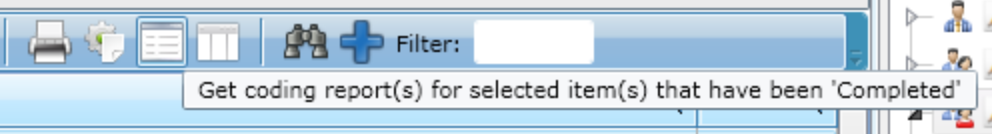 Filter:
Get coding report(s) for selected item(s) that have been 'Completed'